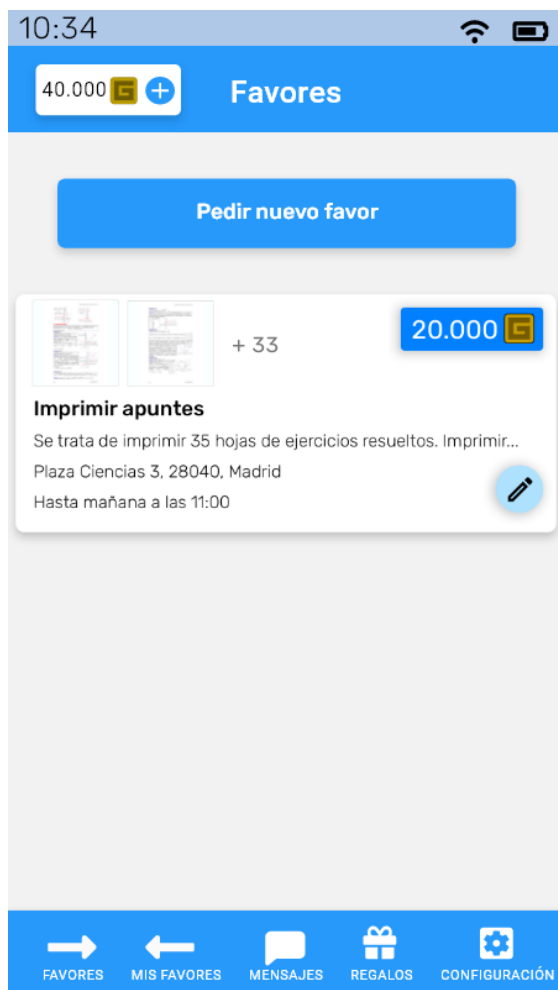 10:34
40.000 G
Favores
Pedir nuevo favor
+ 33
20.000 G
Imprimir apuntes
Se trata de imprimir 35 hojas de ejercicios resueltos. Imprimir...
Plaza Ciencias 3, 28040, Madrid
Hasta mañana a las 11:00
FAVORES MIS FAVORES MENSAJES REGALOS CONFIGURACIÓN